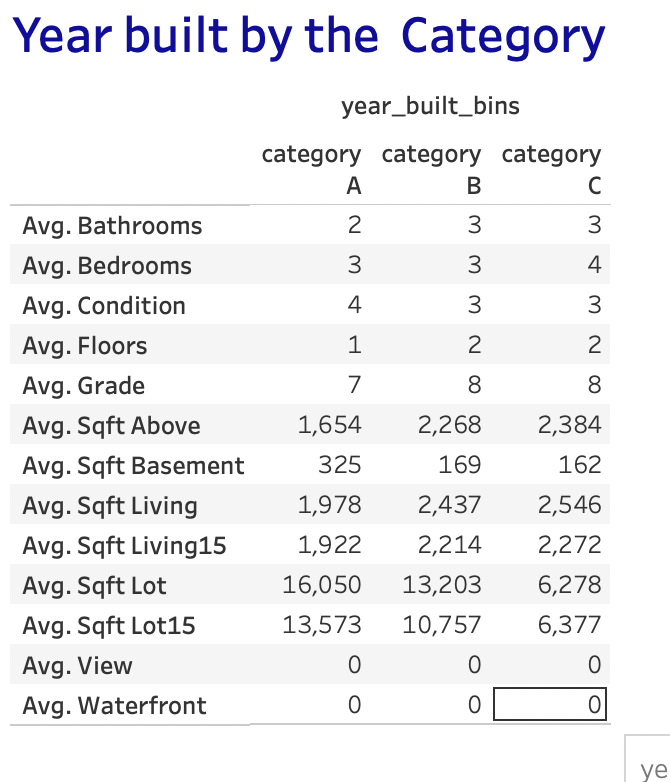 Year built by the  Category
year_built_bins
category category category
A B C
Avg. Bathrooms 2 3 3
Avg. Bedrooms 3 3 4
Avg. Condition 4 3 3
Avg. Floors 1 2 2
Avg. Grade 7 8 8
Avg. Sqft Above 1,654 2,268 2,384
Avg. Sqft Basement 325 169 162
Avg. Sqft Living 1,978 2,437 2,546
Avg. Sqft Living15 1,922 2,214 2,272
Avg. Sqft Lot 16,050 13,203 6,278
Avg. Sqft Lot15 13,573 10,757 6,377
Avg. View 0 0 0
Avg. Waterfront 0 0 0
ye